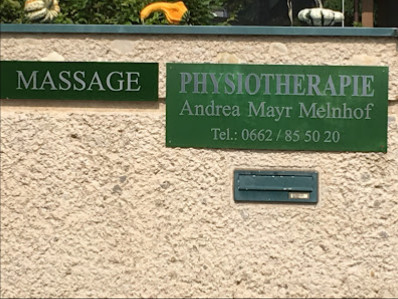 MASSAGE
PHYSIOTHERAPIE
Andrea Mayr Melnhof
Tel.: 0662 / 85 50 20